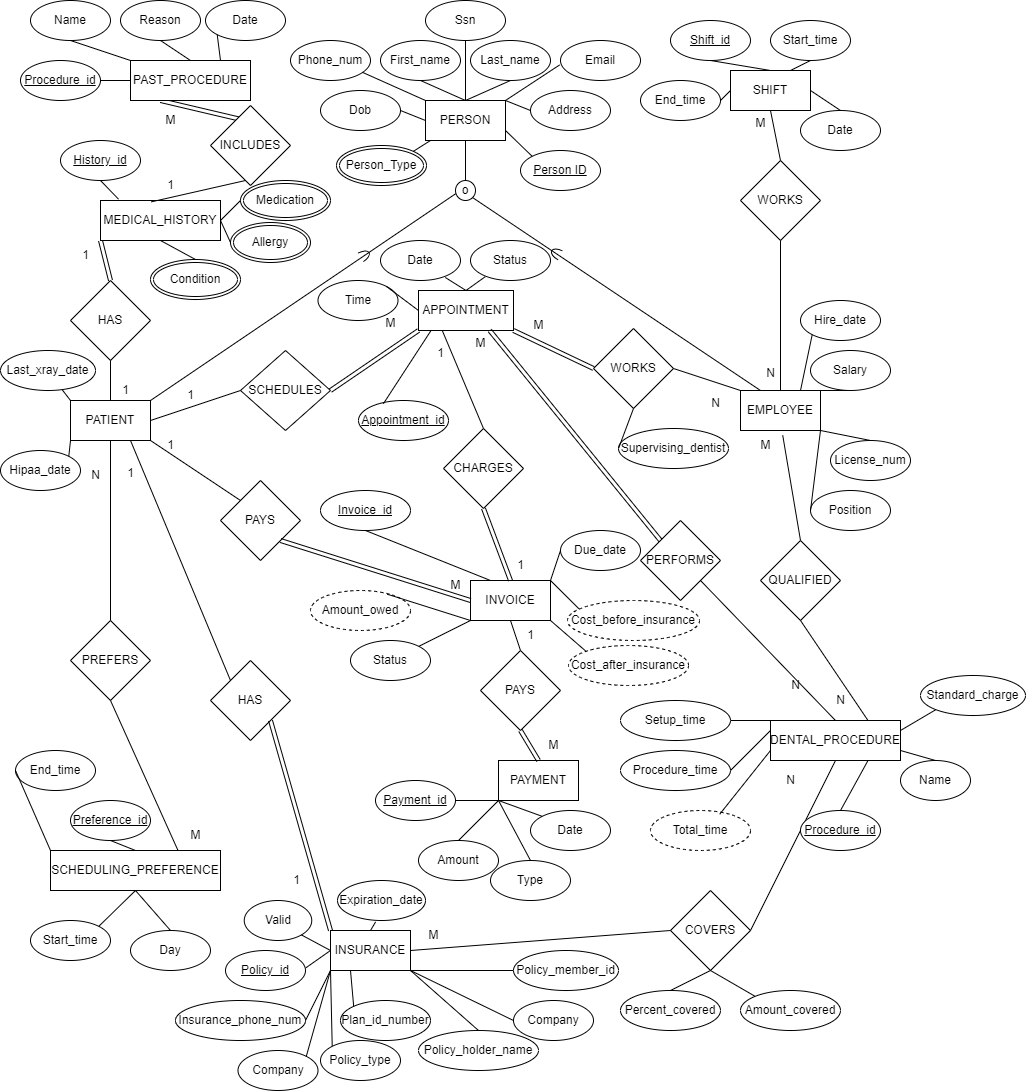 Name
Reason
Date
Ssn
Shift_id
Start_time
Phone_num
First_name
Last_name
Email
Procedure_id
PAST_PROCEDURE
SHIFT
End_time
Dob
PERSON
Address
Date
M
M
INCLUDES
History_id
Person_Type
Person ID
1
o
Medication
WORKS
MEDICAL_HISTORY
Allergy
1
Date
Status
Condition
Time
APPOINTMENT
HAS
M
M
Hire_date
M
1
Last_xray_date
WORKS
Salary
N
1
1
SCHEDULES
N
EMPLOYEE
PATIENT
Appointment_id
1
M
Supervising_dentist
License_num
Hipaa_date
N
1
CHARGES
Invoice_id
Position
PAYS
Due_date
PERFORMS
1
QUALIFIED
M
INVOICE
Amount_owed
Cost_before_insurance
1
PREFERS
Status
Cost_after_insurance
HAS
PAYS
N
N
Standard_charge
Setup_time
M
DENTAL_PROCEDURE
End_time
Procedure_time
PAYMENT
N
Name
Payment_id
Preference_id
M
Date
Total_time
Procedure_id
Amount
SCHEDULING_PREFERENCE
Type
1
Expiration_date
Valid
M
COVERS
Start_time
Day
INSURANCE
Policy_id
Policy_member_id
Percent_covered
Amount_covered
Insurance_phone_num
Plan_id_number
Company
Policy_holder_name
Company
Policy_type